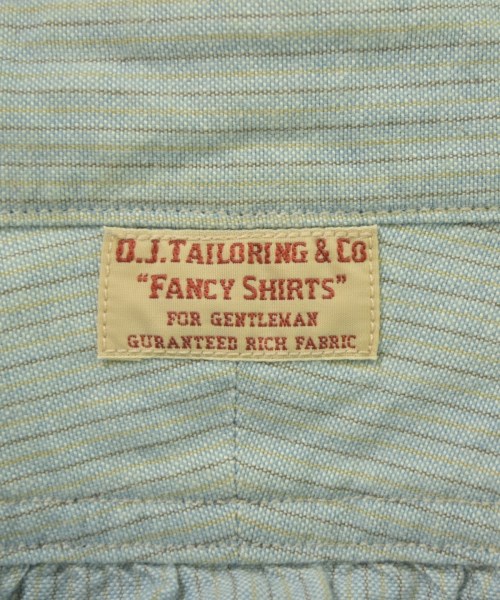 O.J.TAILORING & CO
"FANCY SHIRTS"
FOR GENTLEMAN
GURANTEED RICH FABRIC